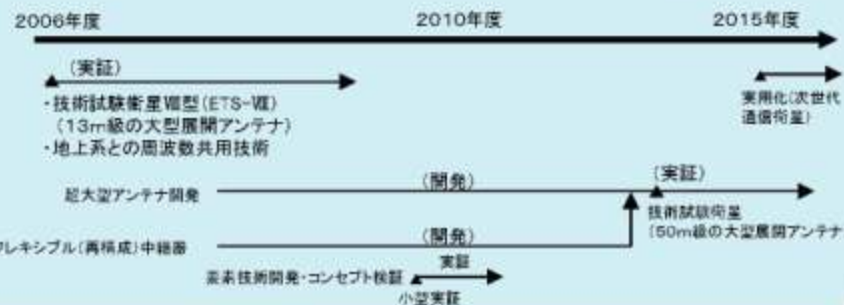 2006年度 2010年度 2015年度
(実証)
・技術試験衛星Ⅷ型(ETS-Ⅷ)
(13m級の大型展開アンテナ)
・地上系との周波数共用技術
実用化(次世代
通信衛星)
超大型アンテナ開発
(開発)
(実証)
技術試験衛星
(50m級の大型展開アンテナ
フレキシブル(再構成)中継器
(開発)
要素技術開発・コンセプト検証
実証
小型実証